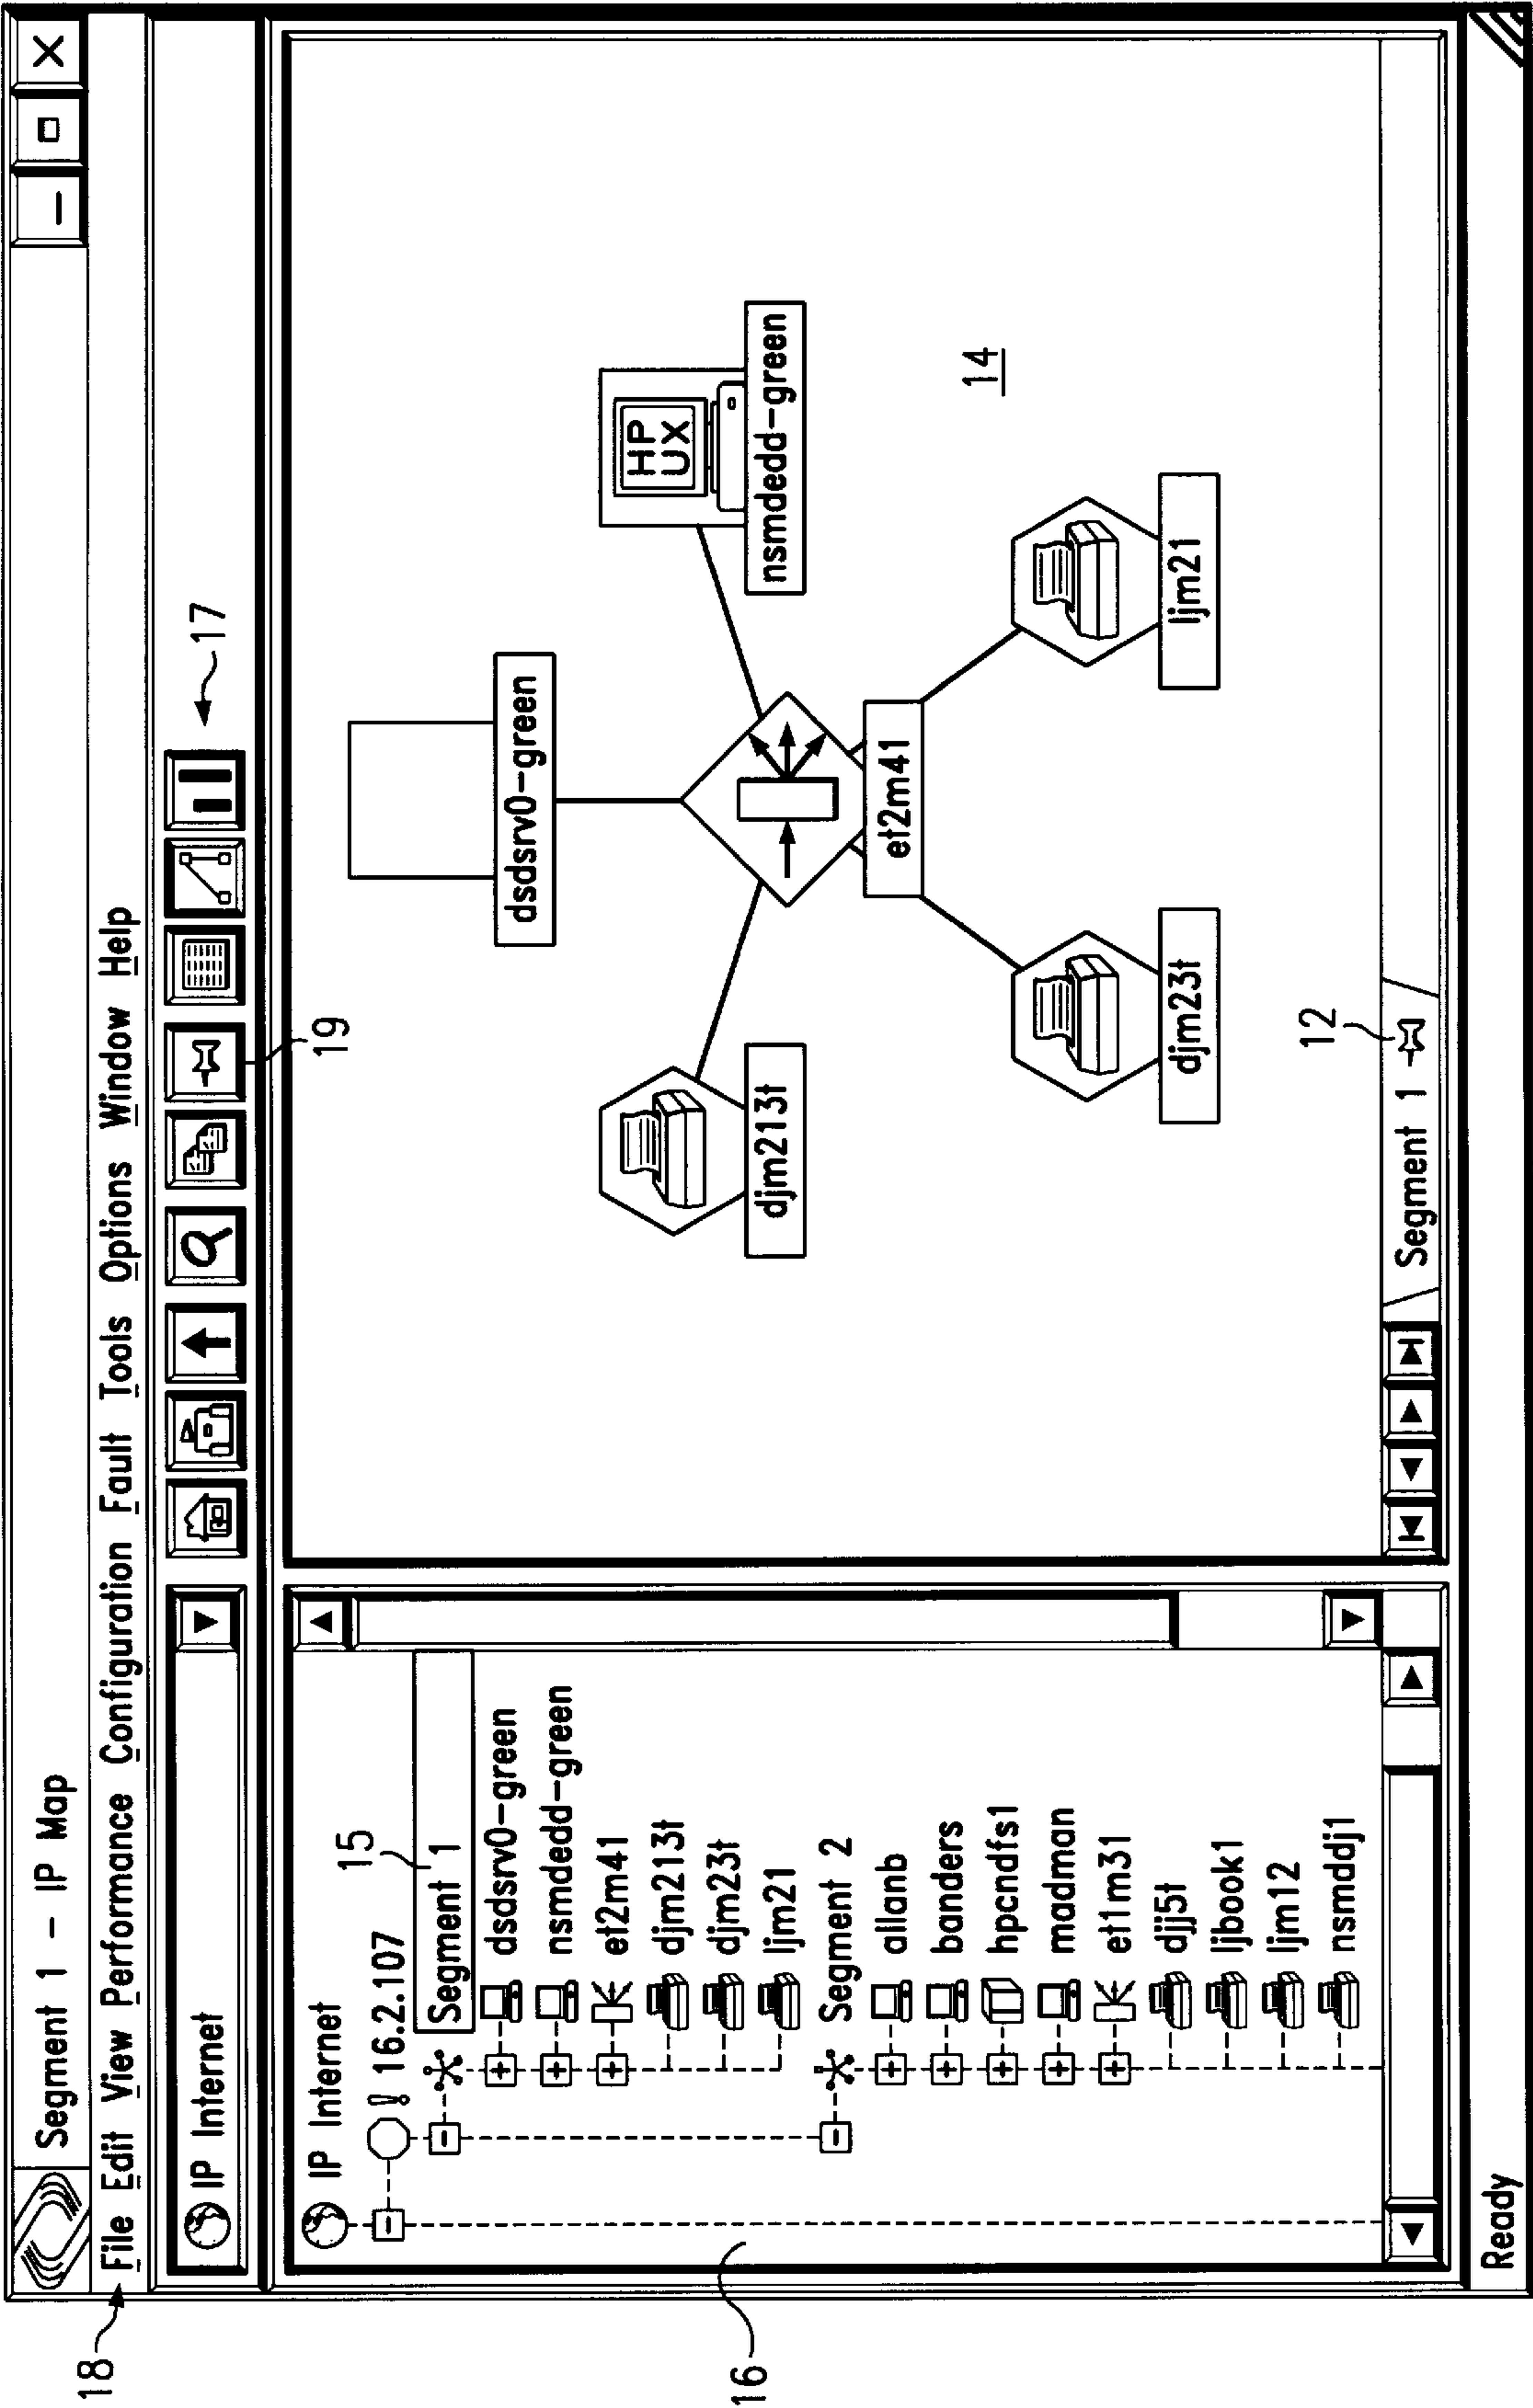 Segment 1 - IP Map
18
File Edit View Performance Configuration Fault Tools Options Window Help
IP Internet
17
19
IP Internet
! 16.2.107
15
Segment 1
dsdsrv0-green
nsmdedd-green
et2m41
djm213t
djm23t
ljm21
Segment 2
allanb
banders
hpcndfs1
madman
et1m31
djj5t
ljbook1
ljm12
nsmddj1
16
dsdsrv0-green
HP
UX
nsmdedd-green
djm213t
et2m41
14
djm23t
ljm21
12
Segment 1
Ready